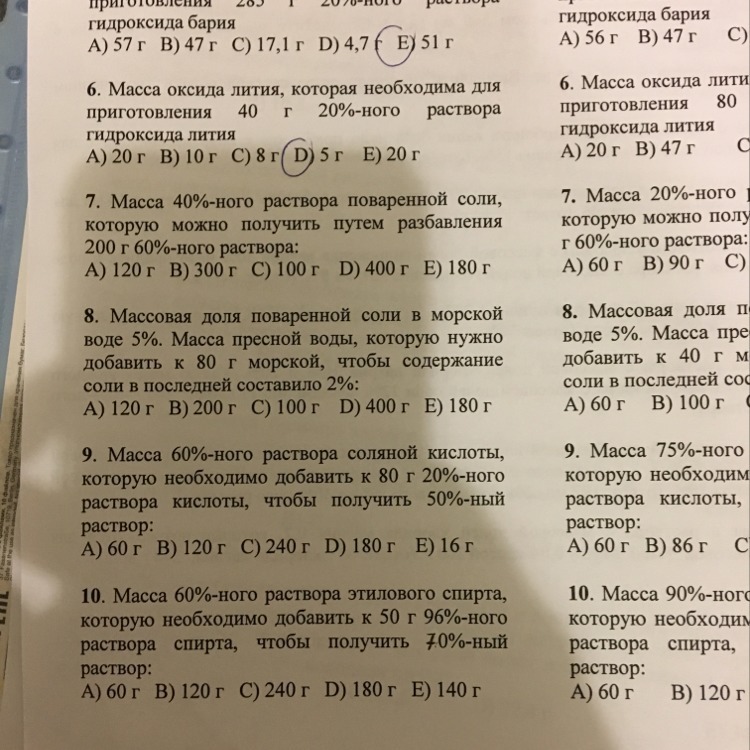 приготовления 285 г 20%-ного раствора
гидроксида бария
A) 57 г B) 47 г C) 17,1 г D) 4,7 г E) 51 г
6. Масса оксида лития, которая необходима для
приготовления 40 г 20%-ного раствора
гидроксида лития
A) 20 г B) 10 г C) 8 г D) 5 г E) 20 г
7. Масса 40%-ного раствора поваренной соли,
которую можно получить путем разбавления
200 г 60%-ного раствора:
A) 120 г B) 300 г C) 100 г D) 400 г E) 180 г
8. Массовая доля поваренной соли в морской
воде 5%. Масса пресной воды, которую нужно
добавить к 80 г морской, чтобы содержание
соли в последней составило 2%:
A) 120 г B) 200 г C) 100 г D) 400 г E) 180 г
9. Масса 60%-ного раствора соляной кислоты,
которую необходимо добавить к 80 г 20%-ного
раствора кислоты, чтобы получить 50%-ный
раствор:
A) 60 г B) 120 г C) 240 г D) 180 г E) 16 г
10. Масса 60%-ного раствора этилового спирта,
которую необходимо добавить к 50 г 96%-ного
раствора спирта, чтобы получить 70%-ный
раствор:
A) 60 г B) 120 г C) 240 г D) 180 г E) 140 г
гидроксида бария
A) 56 г B) 47 г C)
6. Масса оксида лити
приготовления 80
гидроксида лития
A) 20 г B) 47 г C
7. Масса 20%-ного
которую можно полу
г 60%-ного раствора:
A) 60 г B) 90 г C)
8. Массовая доля п
воде 5%. Масса пре
добавить к 40 г м
соли в последней сос
A) 60 г B) 100 г
9. Масса 75%-ного
которую необходим
раствора кислоты,
раствор:
A) 60 г B) 86 г C
10. Масса 90%-ного
которую необходим
раствора спирта,
раствор:
A) 60 г B) 120 г